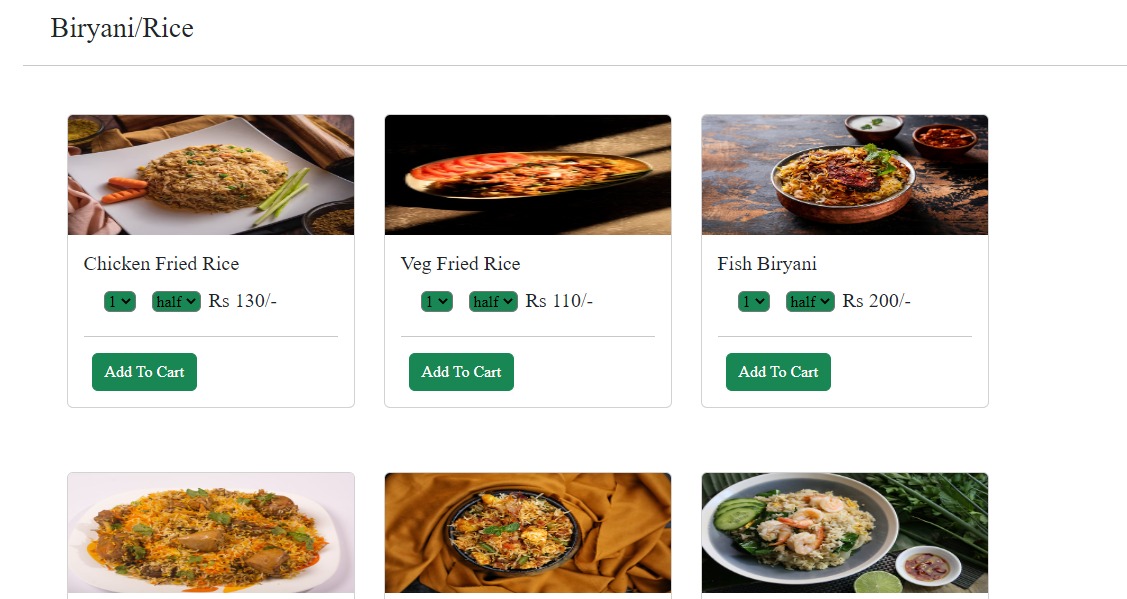 Biryani/Rice
Chicken Fried Rice
1 half Rs 130/-
Add To Cart
Veg Fried Rice
1 half Rs 110/-
Add To Cart
Fish Biryani
1 half Rs 200/-
Add To Cart